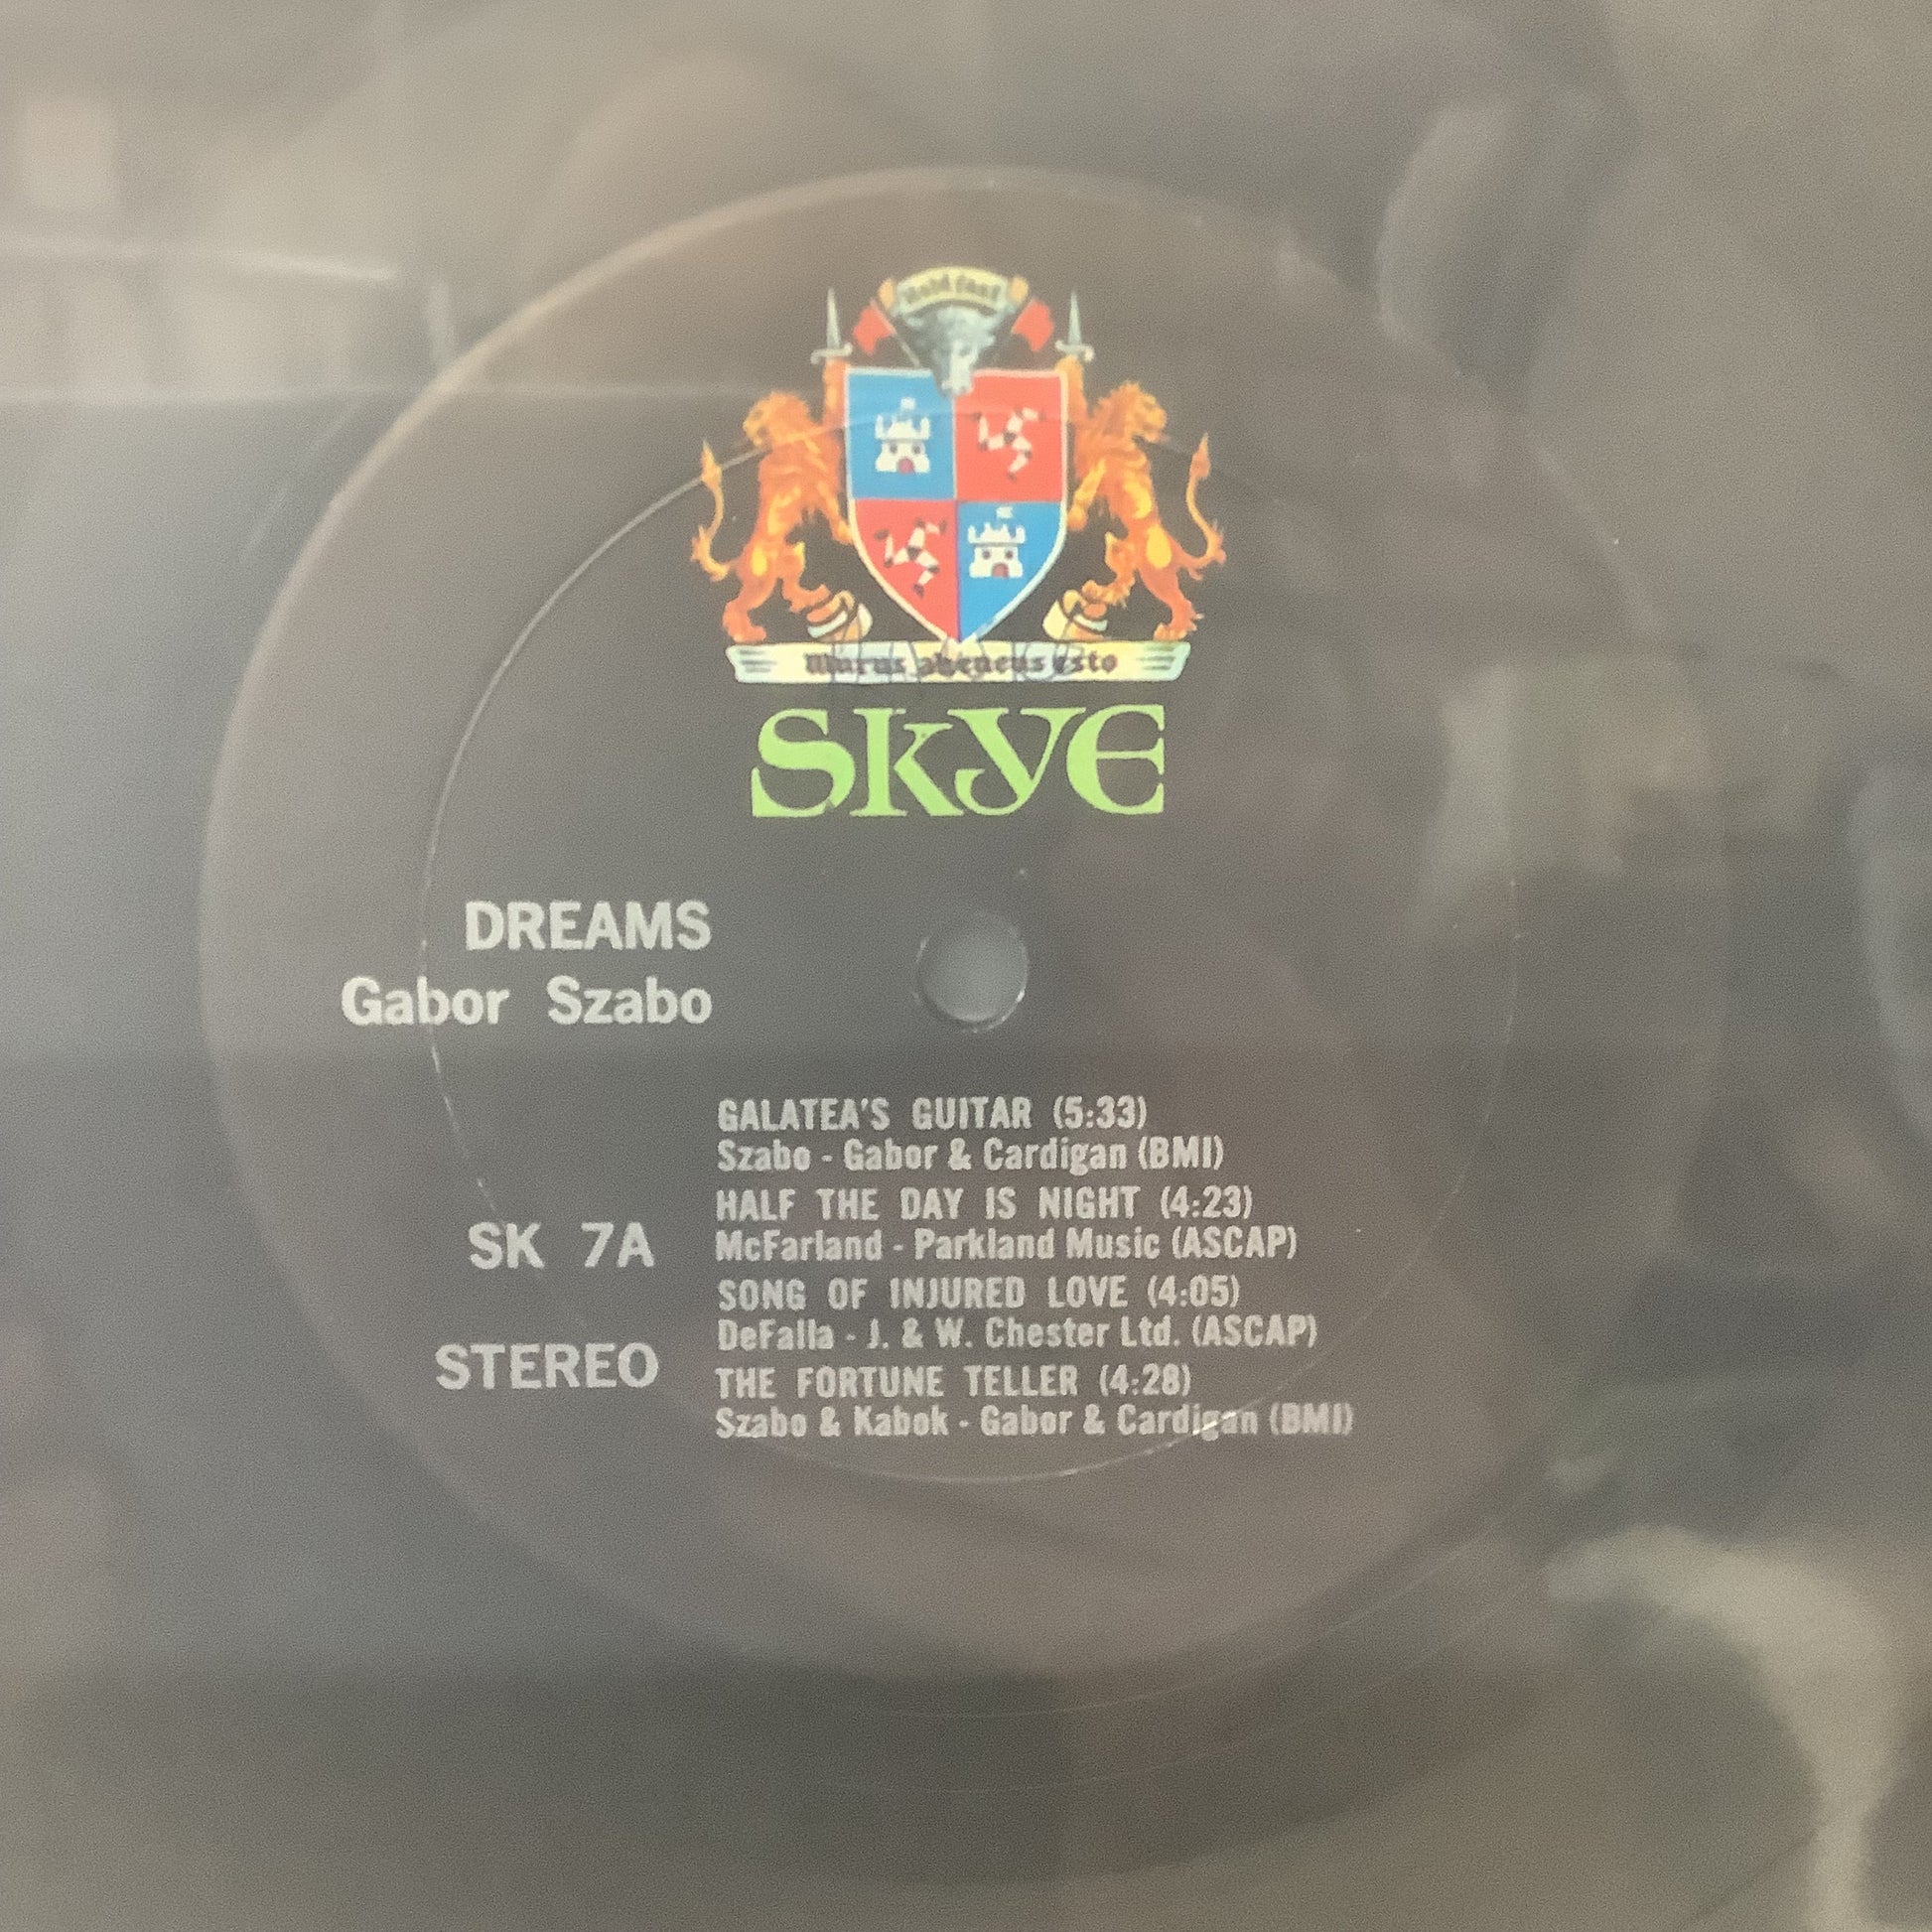 Hold fast
Murus aheneus esto
SKYE
DREAMS
Gabor Szabo
GALATEA'S GUITAR (5:33)
Szabo - Gabor & Cardigan (BMI)
HALF THE DAY IS NIGHT (4:23)
McFarland - Parkland Music (ASCAP)
SK 7A
SONG OF INJURED LOVE (4:05)
DeFalla - J. & W. Chester Ltd. (ASCAP)
STEREO
THE FORTUNE TELLER (4:28)
Szabo & Kabok - Gabor & Cardigan (BMI)